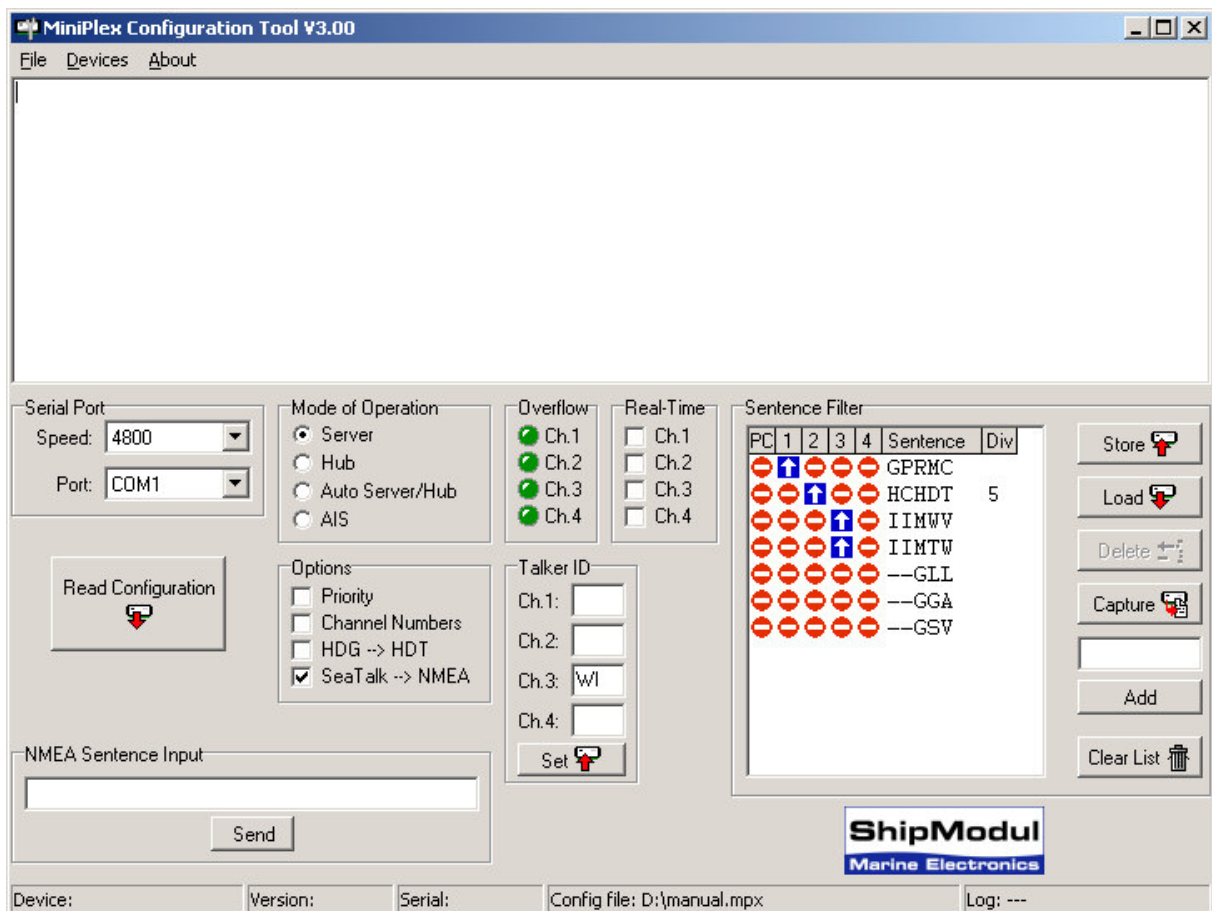 MiniPlex Configuration Tool V3.00
File Devices About
Serial Port
Speed: 4800
Port: COM1
Read Configuration
Mode of Operation
Server
Hub
Auto Server/Hub
AIS
Options
Priority
Channel Numbers
HDG --> HDT
SeaTalk --> NMEA
Overflow
Ch.1
Ch.2
Ch.3
Ch.4
Real-Time
Ch.1
Ch.2
Ch.3
Ch.4
Talker ID
Ch.1:
Ch.2:
Ch.3: WI
Ch.4:
Set
Sentence Filter
PC 1 2 3 4 Sentence Div
GPRMC
HCHDT 5
IIMWV
IIMTW
--GLL
--GGA
--GSV
Store
Load
Delete
Capture
Add
Clear List
NMEA Sentence Input
Send
ShipModul
Marine Electronics
Device: Version: Serial: Config file: D:\manual.mpx Log: ---